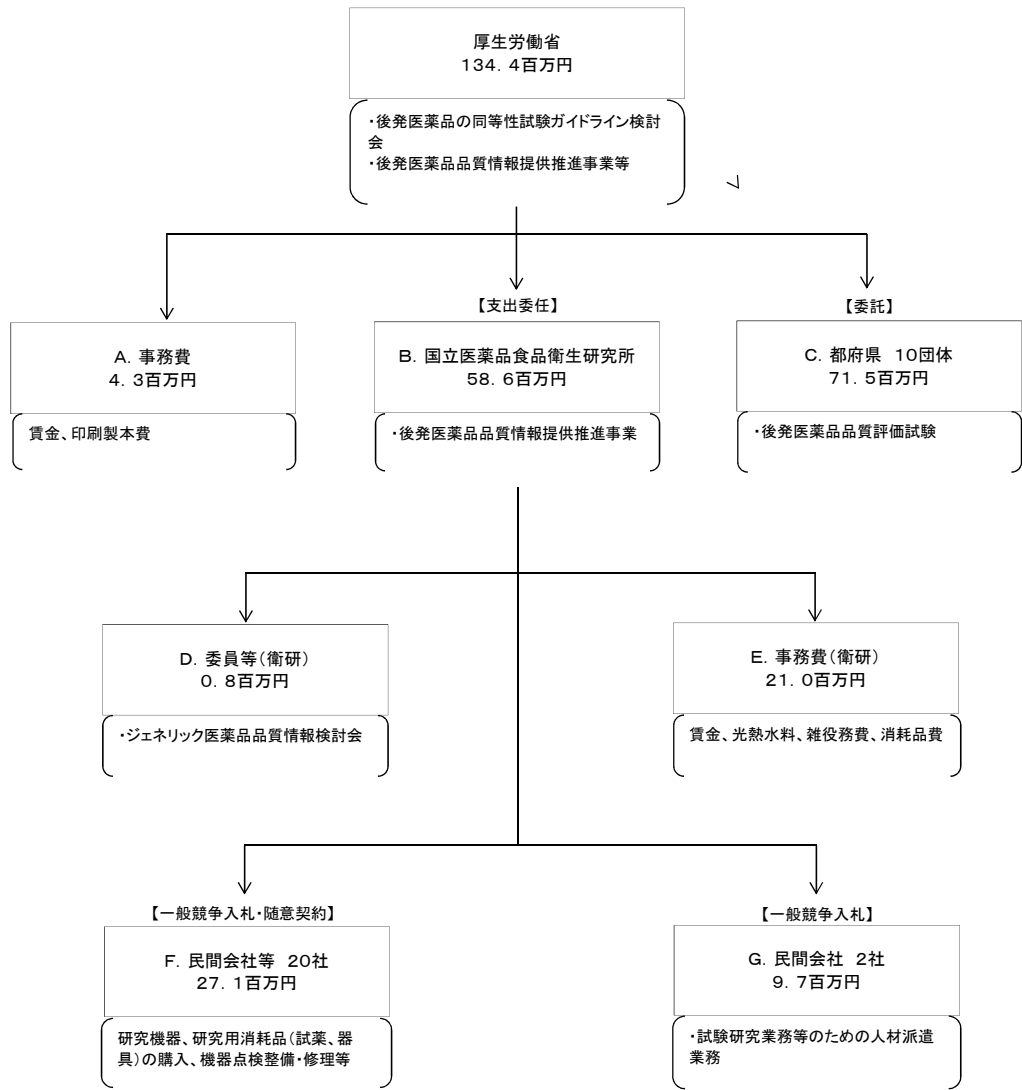 厚生労働省
134．4百万円
・後発医薬品の同等性試験ガイドライン検討
会
・後発医薬品品質情報提供推進事業等
【支出委任】
【委託】
A．事務費
4．3百万円
B．国立医薬品食品衛生研究所
58．6百万円
C．都府県　10団体
71．5百万円
賃金、印刷製本費
・後発医薬品品質情報提供推進事業
・後発医薬品品質評価試験
D．委員等（衛研）
0．8百万円
E．事務費（衛研）
21．0百万円
・ジェネリック医薬品品質情報検討会
賃金、光熱水料、雑役務費、消耗品費
【一般競争入札・随意契約】
【一般競争入札】
F．民間会社等　20社
27．1百万円
G．民間会社　2社
9．7百万円
研究機器、研究用消耗品（試薬、器
具）の購入、機器点検整備・修理等
・試験研究業務等のための人材派遣
業務